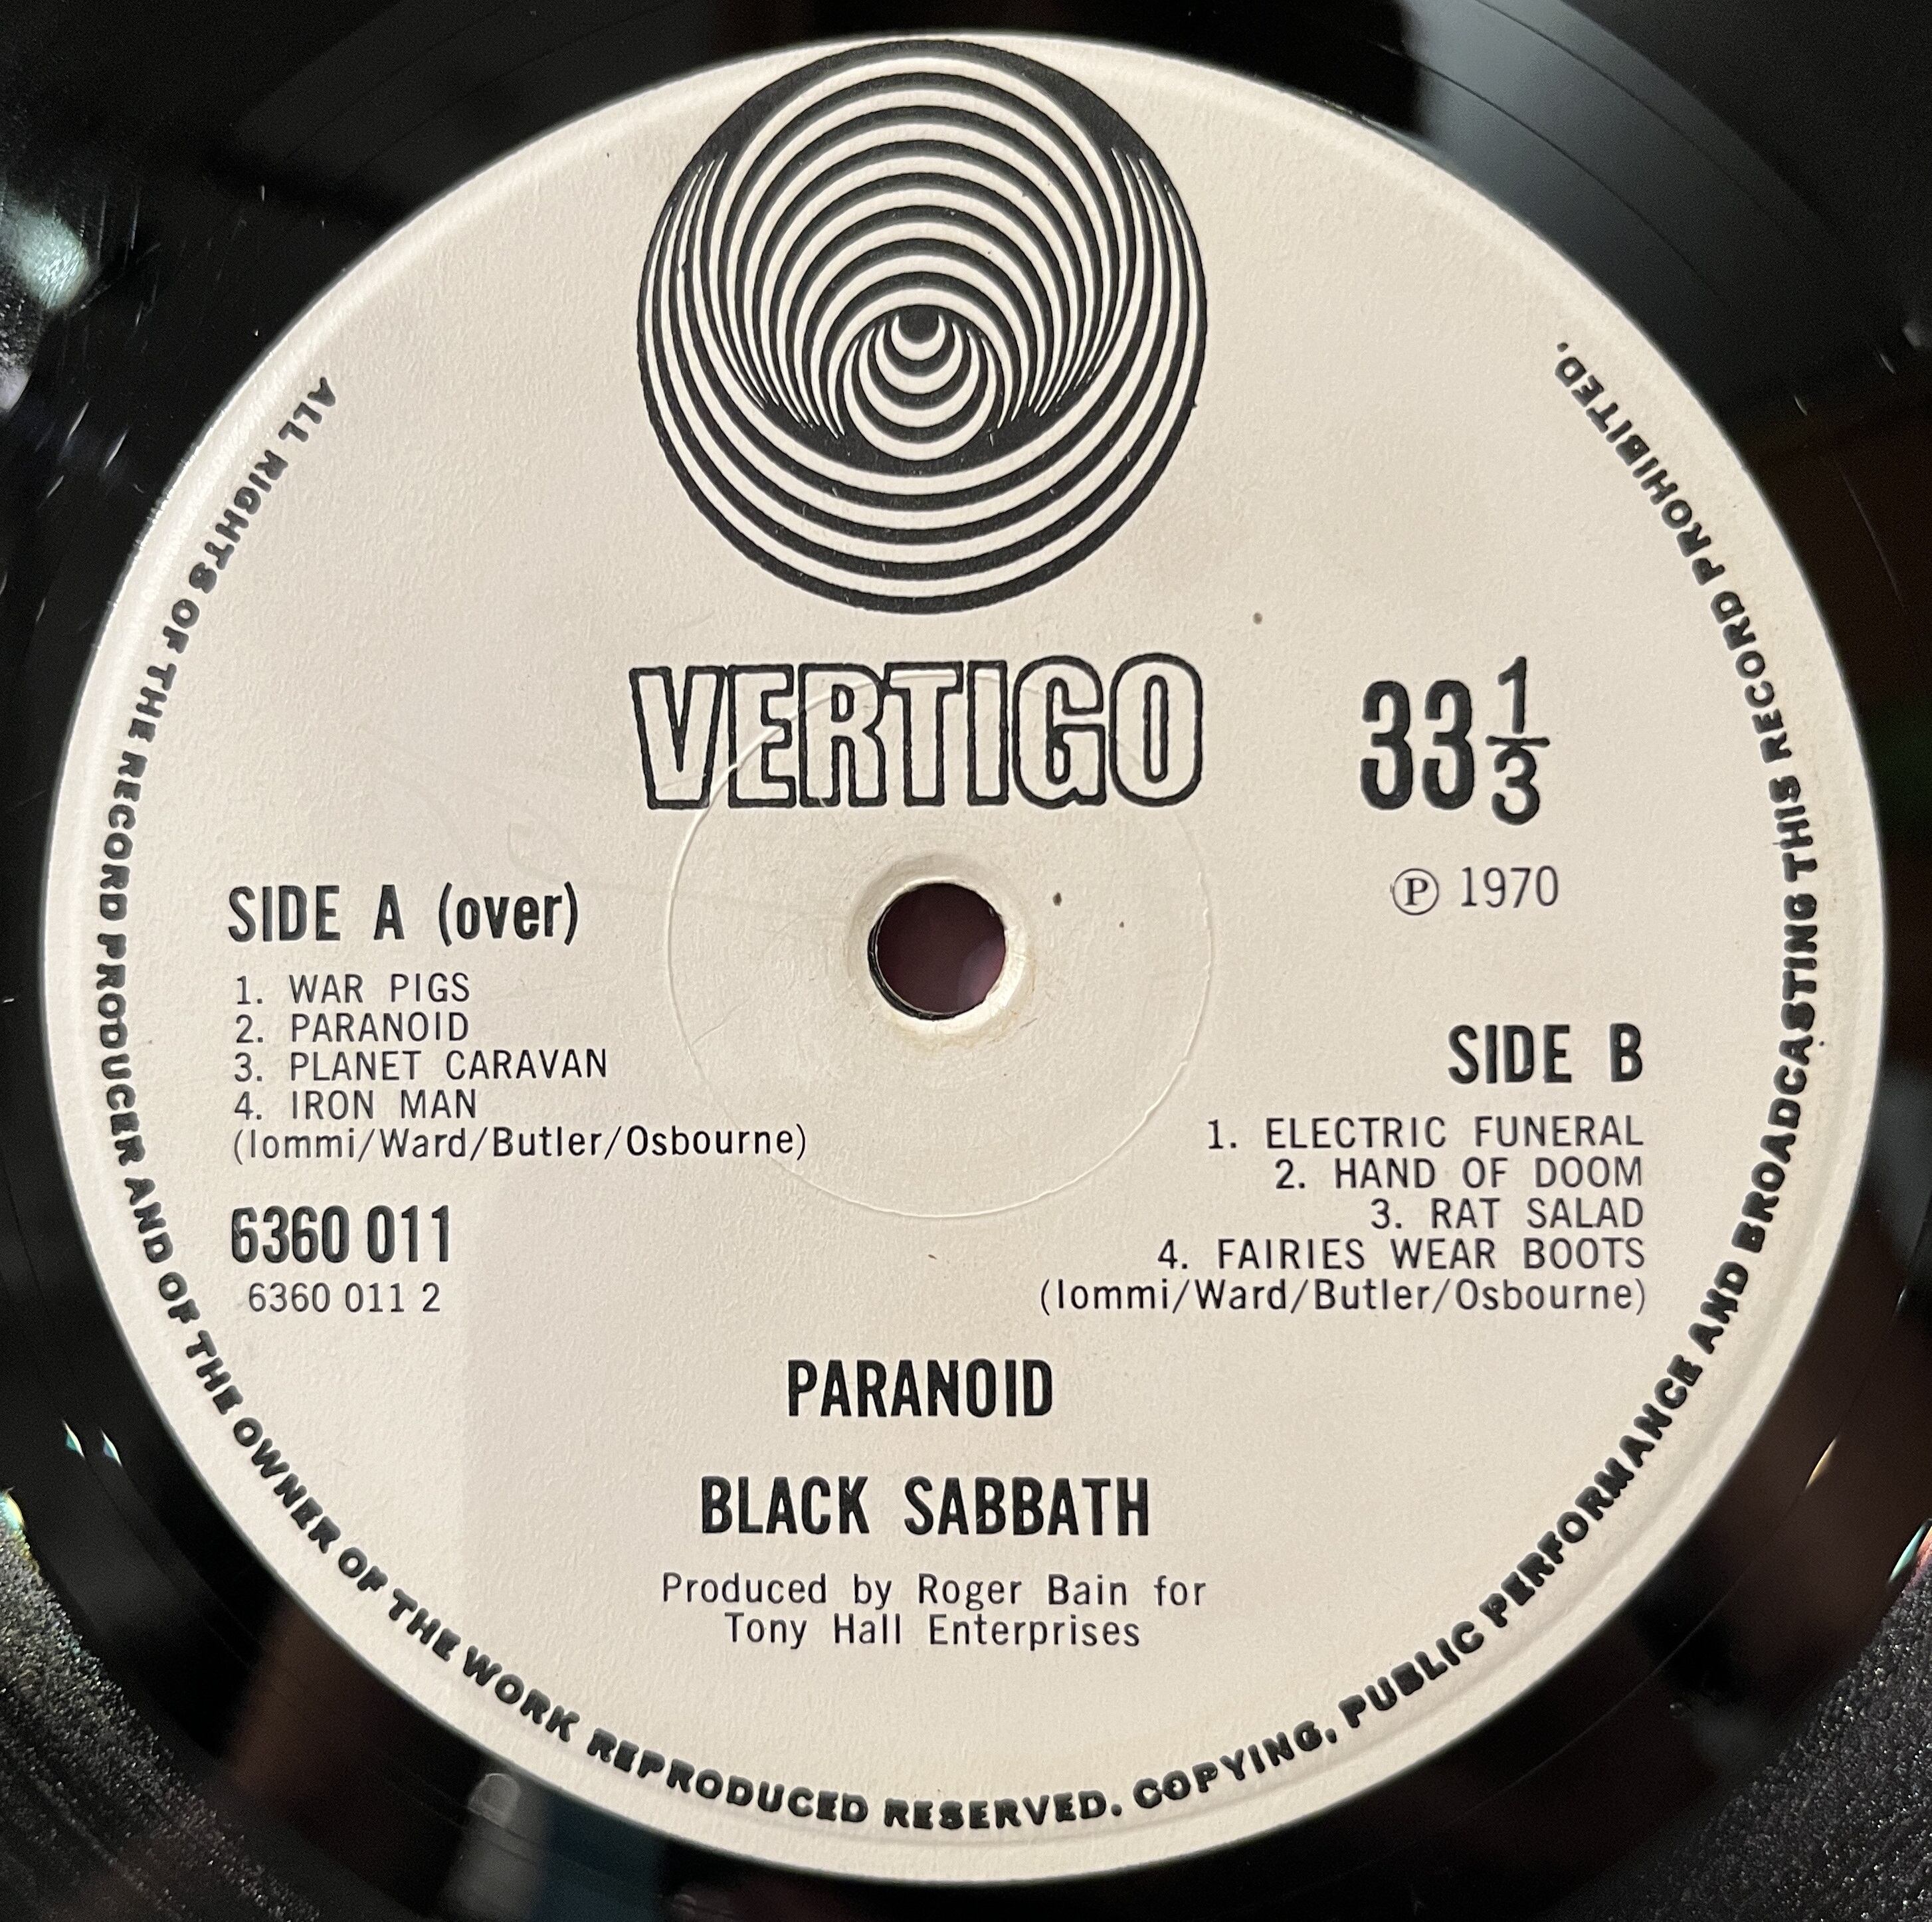 VERTIGO
33 1/3
℗ 1970
SIDE A (over)
1. WAR PIGS
2. PARANOID
3. PLANET CARAVAN
4. IRON MAN
(Iommi/Ward/Butler/Osbourne)
6360 011
6360 011 2
SIDE B
1. ELECTRIC FUNERAL
2. HAND OF DOOM
3. RAT SALAD
4. FAIRIES WEAR BOOTS
(Iommi/Ward/Butler/Osbourne)
PARANOID
BLACK SABBATH
Produced by Roger Bain for
Tony Hall Enterprises
ALL RIGHTS OF THE RECORD PRODUCER AND OF THE OWNER OF THE WORK REPRODUCED RESERVED. COPYING, PUBLIC PERFORMANCE AND BROADCASTING THIS RECORD PROHIBITED.